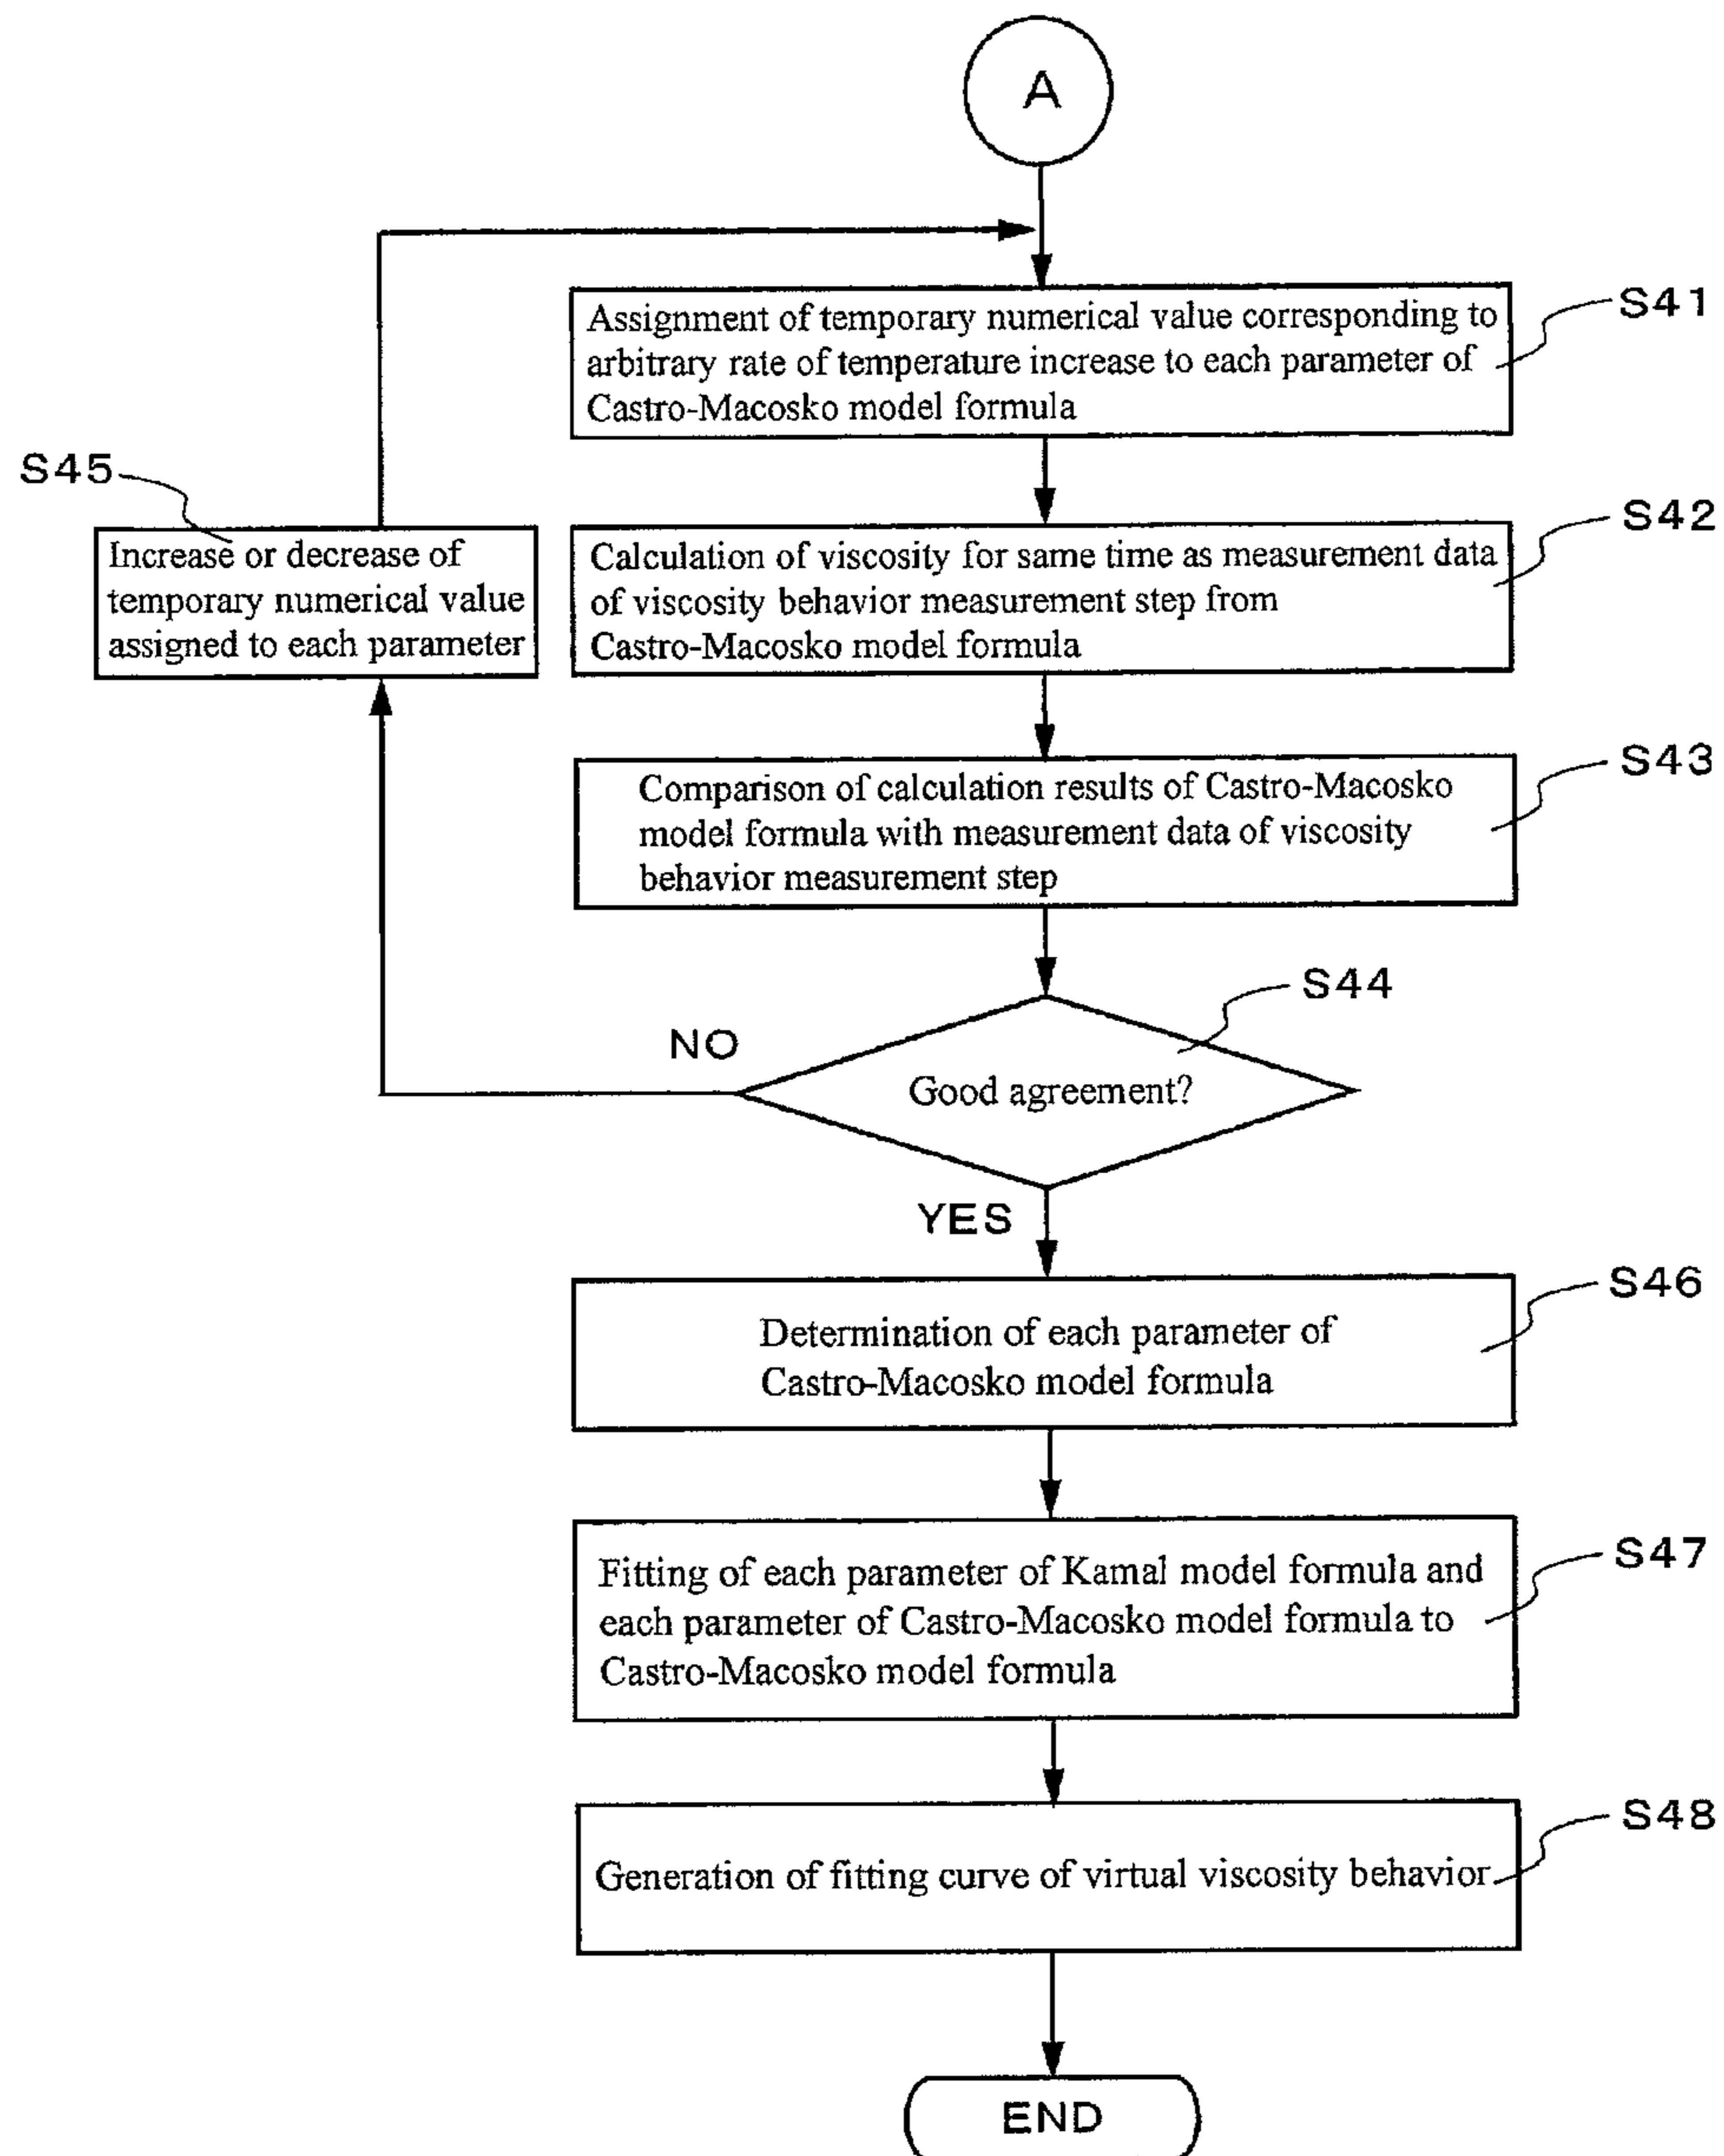 A
Assignment of temporary numerical value corresponding to
arbitrary rate of temperature increase to each parameter of
Castro-Macosko model formula
S41
S45
Increase or decrease of
temporary numerical value
assigned to each parameter
Calculation of viscosity for same time as measurement data
of viscosity behavior measurement step from
Castro-Macosko model formula
S42
Comparison of calculation results of Castro-Macosko
model formula with measurement data of viscosity
behavior measurement step
S43
S44
NO
Good agreement?
YES
Determination of each parameter of
Castro-Macosko model formula
S46
Fitting of each parameter of Kamal model formula and
each parameter of Castro-Macosko model formula to
Castro-Macosko model formula
S47
Generation of fitting curve of virtual viscosity behavior
S48
END